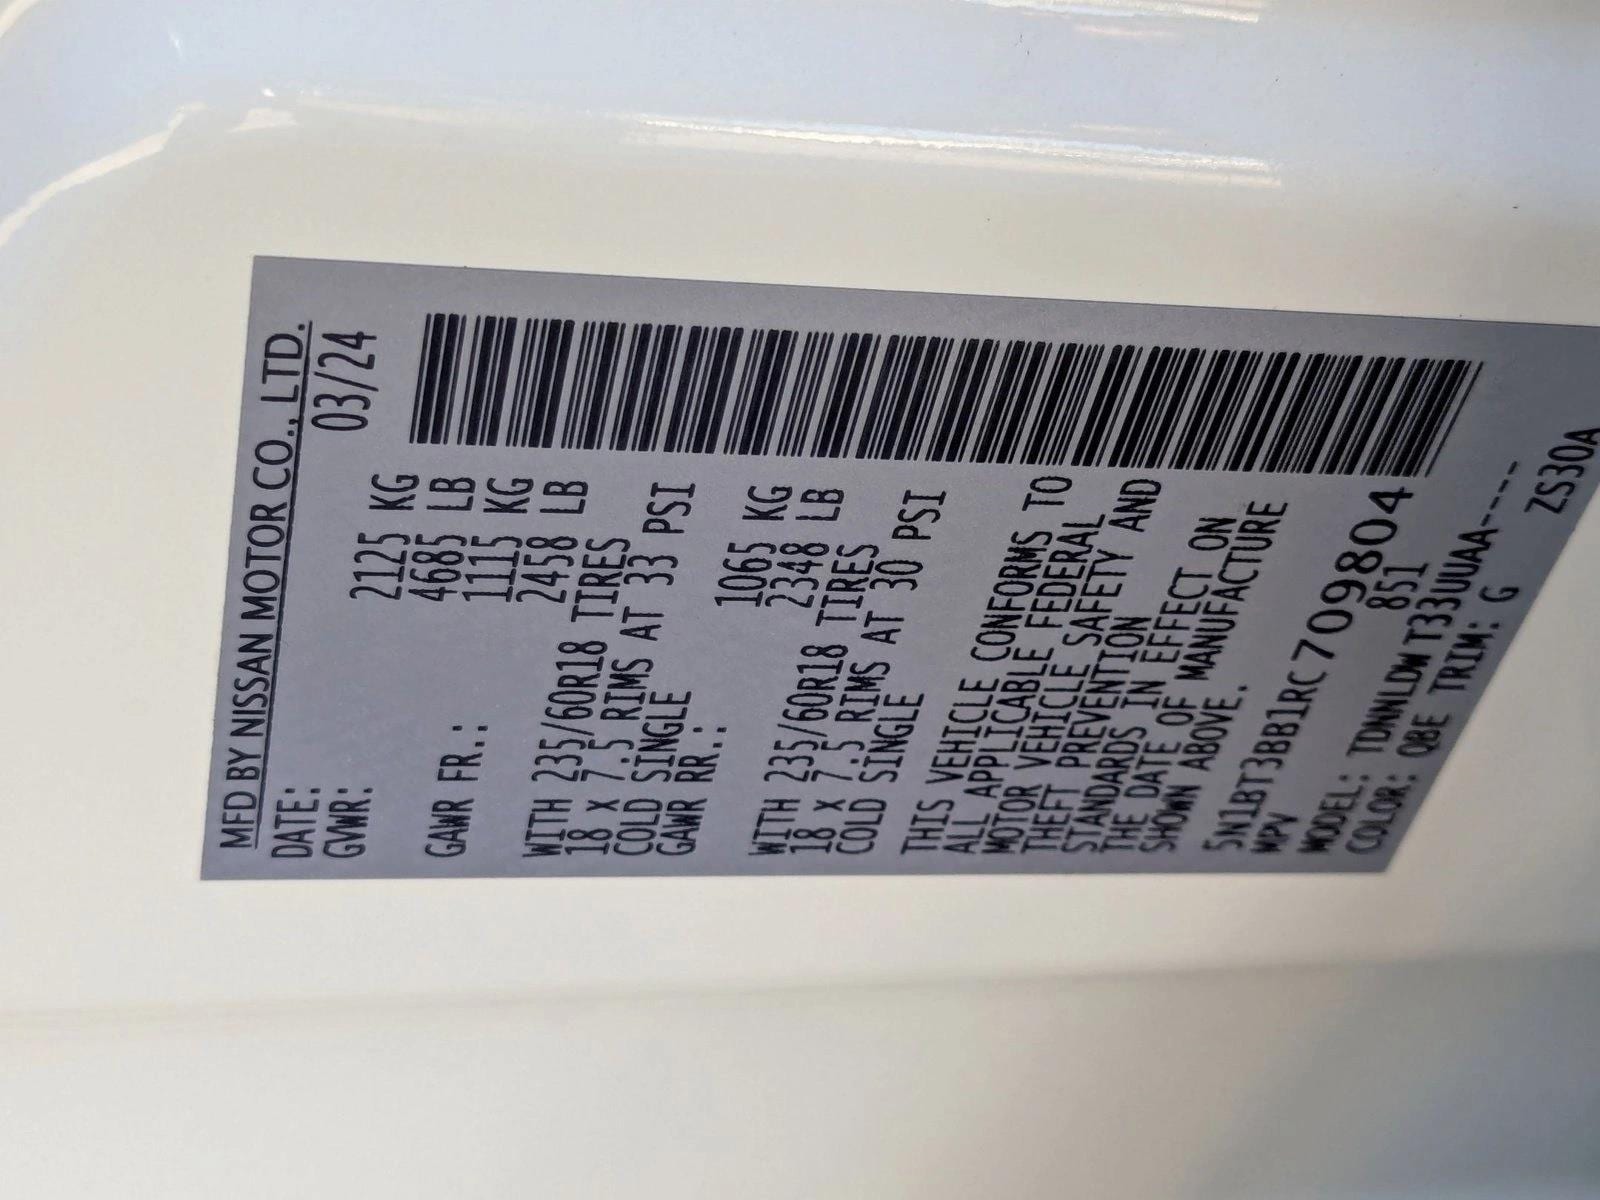 MFD BY NISSAN MOTOR CO., LTD.
DATE: 03/24
GVWR: 2125 KG
4685 LB
GAWR FR.: 1115 KG
2458 LB
WITH 235/60R18 TIRES
18 X 7.5 RIMS AT 33 PSI
COLD SINGLE
GAWR RR.: 1065 KG
2348 LB
WITH 235/60R18 TIRES
18 X 7.5 RIMS AT 30 PSI
COLD SINGLE
THIS VEHICLE CONFORMS TO
ALL APPLICABLE FEDERAL
MOTOR VEHICLE SAFETY AND
THEFT PREVENTION
STANDARDS IN EFFECT ON
THE DATE OF MANUFACTURE
SHOWN ABOVE.
5N1BT3BB1RC709804
MPV 851
MODEL: TDNNLDW T33UUAA----
COLOR: QBE TRIM: G
ZS30A